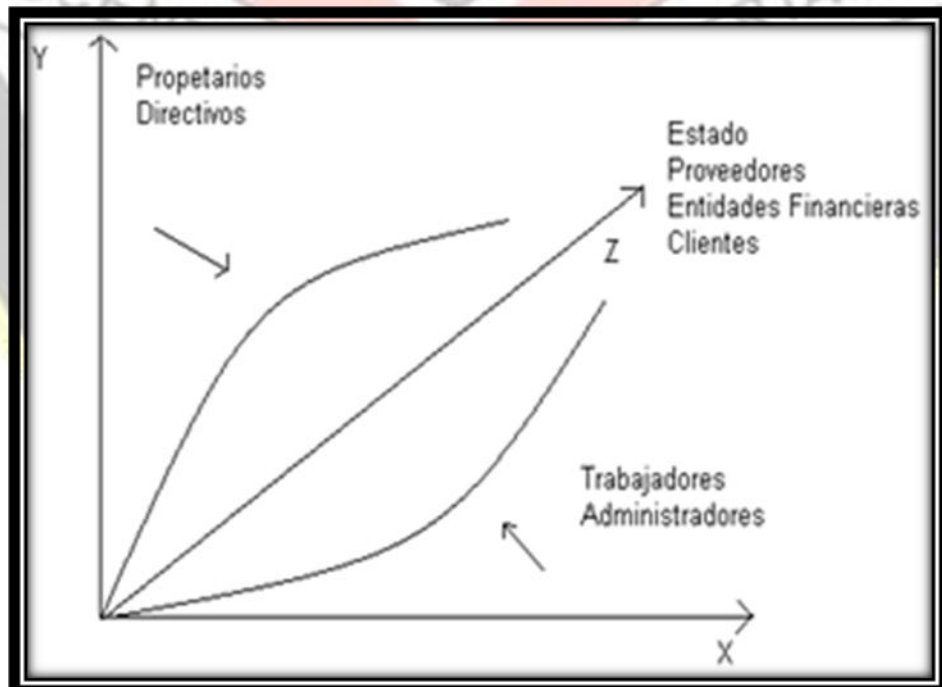 Y
Propetarios
Directivos
Estado
Proveedores
Entidades Financieras
Clientes
Z
Trabajadores
Administradores
X